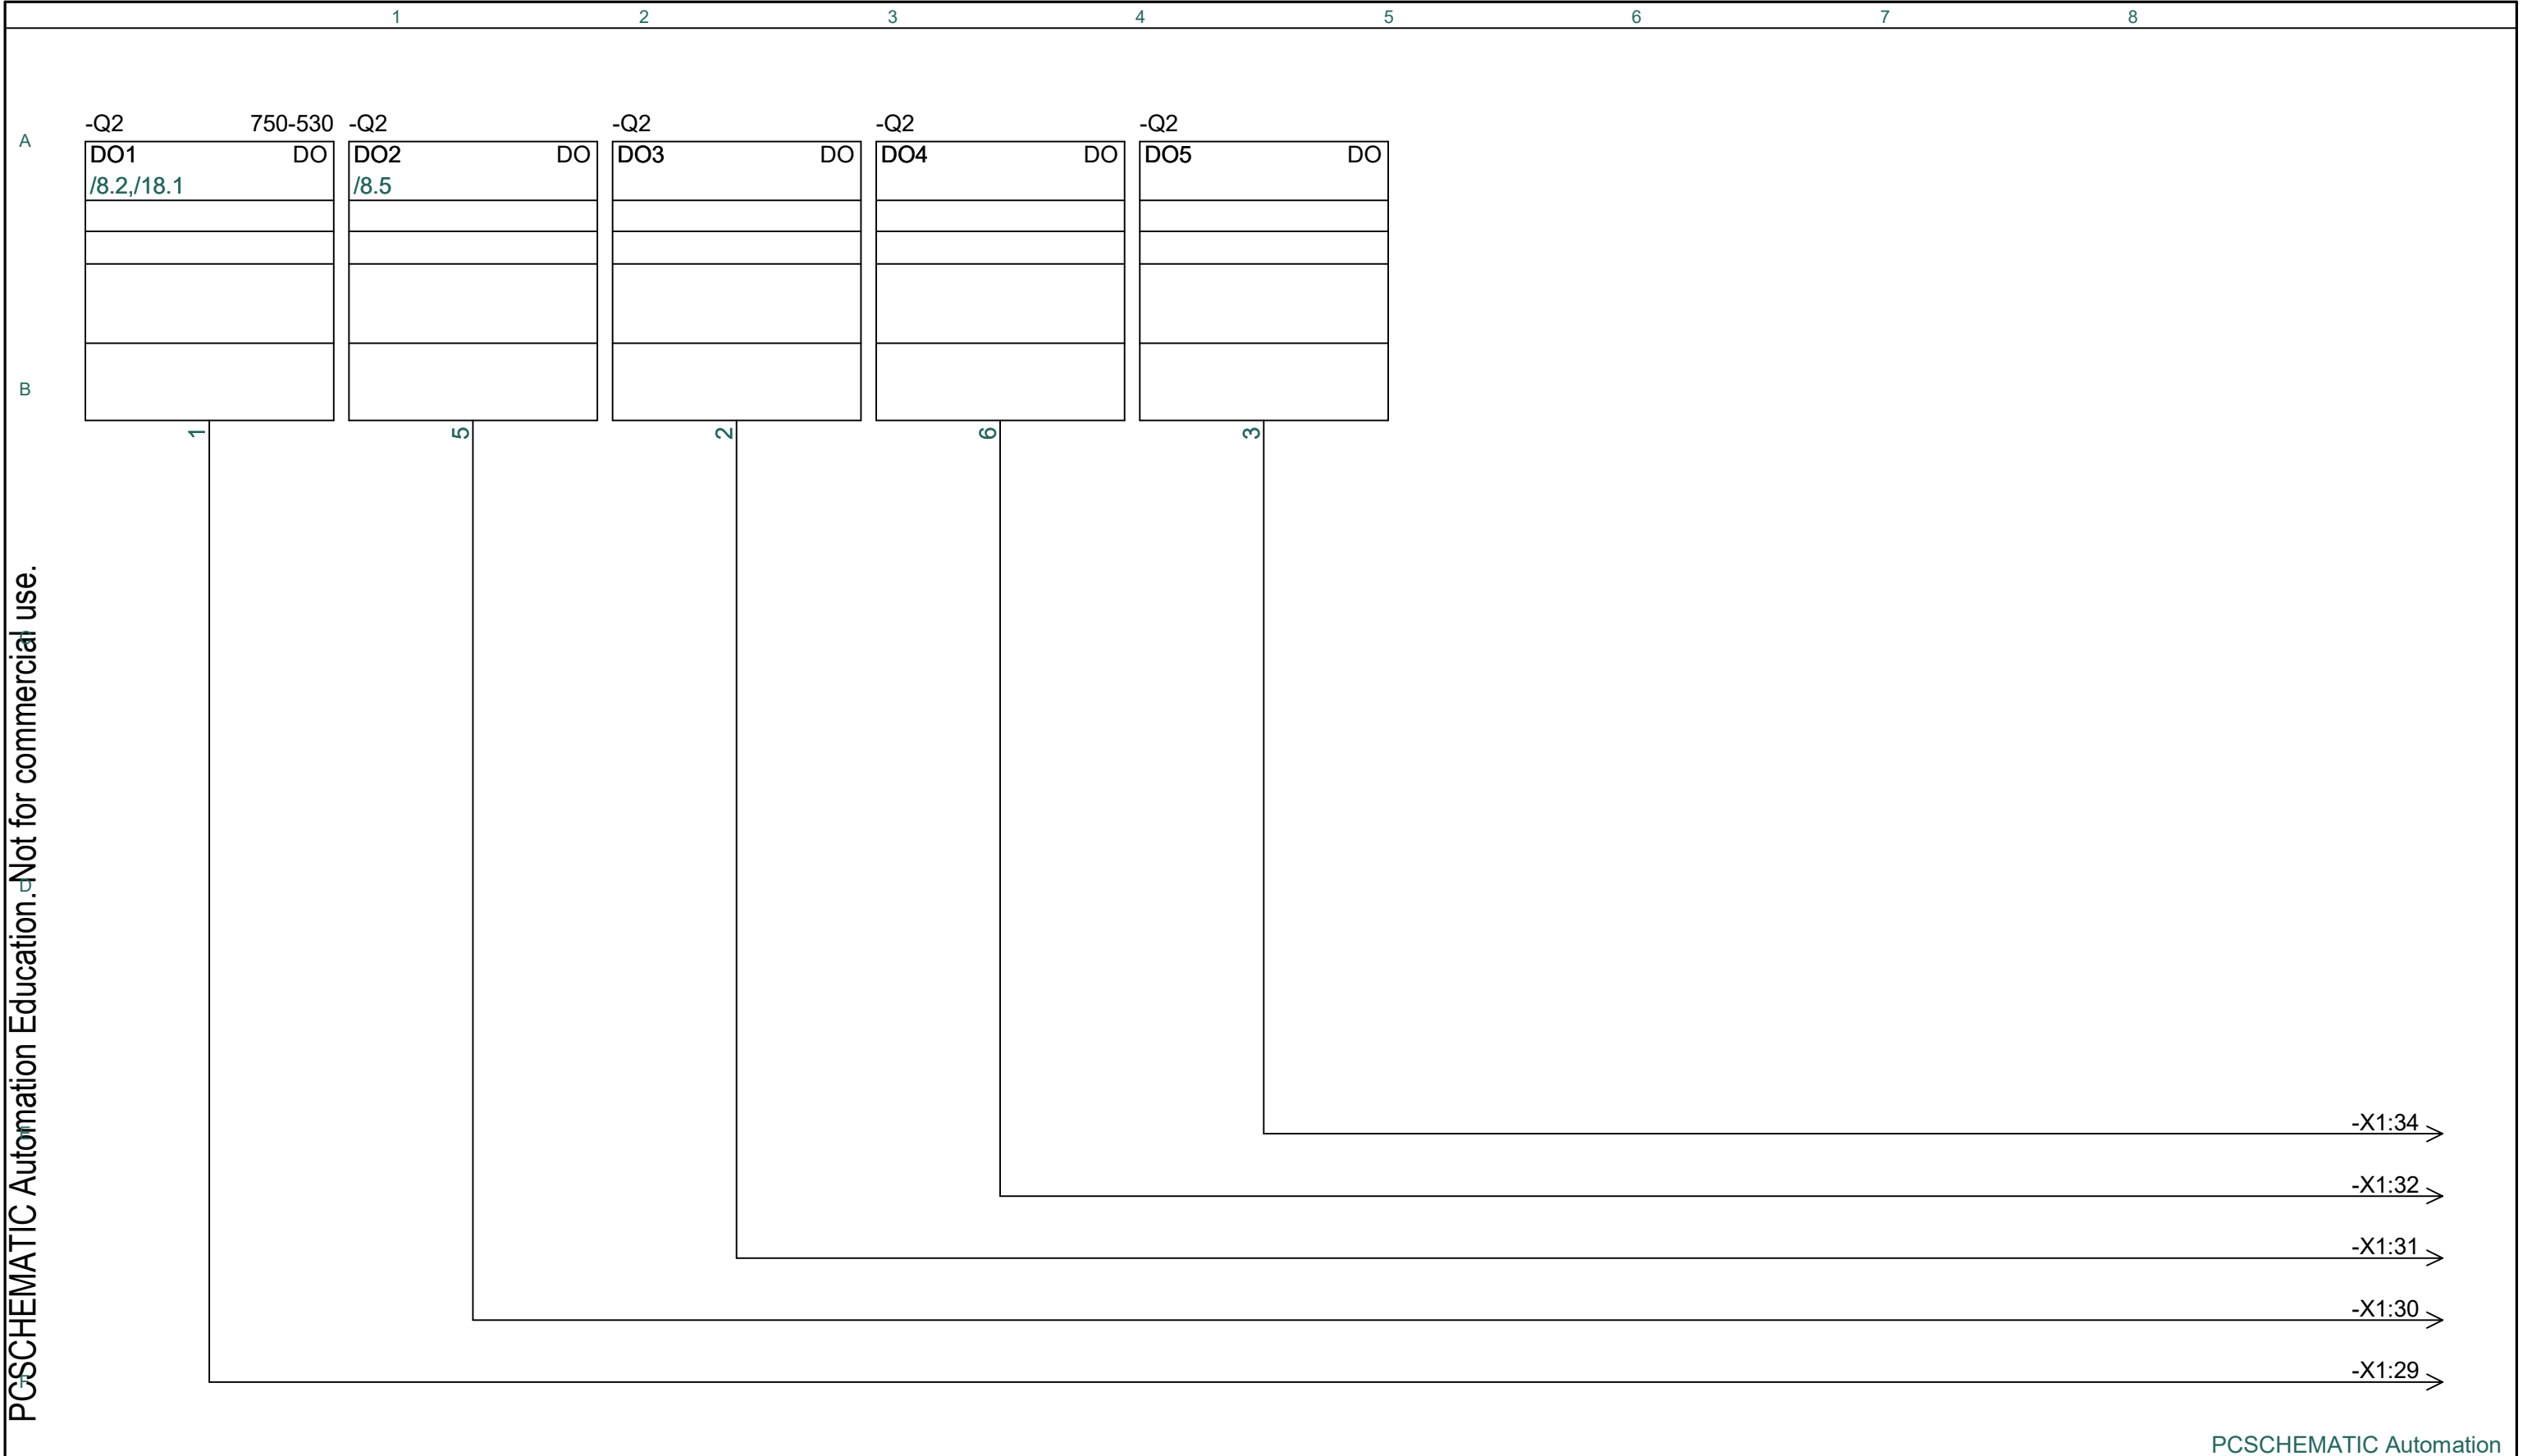 1 2 3 4 5 6 7 8
-Q2 750-530 -Q2 -Q2 -Q2 -Q2
A
DO1 DO DO2 DO DO3 DO DO4 DO DO5 DO
/8.2,/18.1 /8.5
B
1 5 2 6 3
C
D
E
F
PCSCHEMATIC Automation Education. Not for commercial use.
-X1:34
-X1:32
-X1:31
-X1:30
-X1:29
PCSCHEMATIC Automation